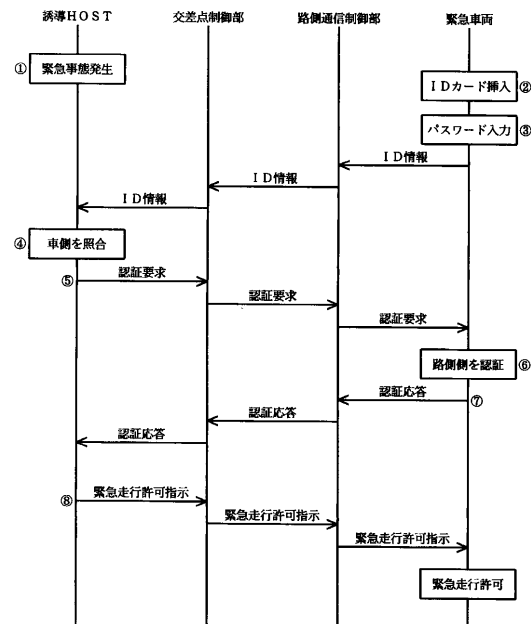 誘導HOST 交差点制御部 路側通信制御部 緊急車両
① 緊急事態発生
IDカード挿入 ②
パスワード入力 ③
ID情報
ID情報
ID情報
④ 車側を照合
⑤ 認証要求
認証要求
認証要求
路側側を認証 ⑥
認証応答 ⑦
認証応答
認証応答
⑧ 緊急走行許可指示
緊急走行許可指示
緊急走行許可指示
緊急走行許可